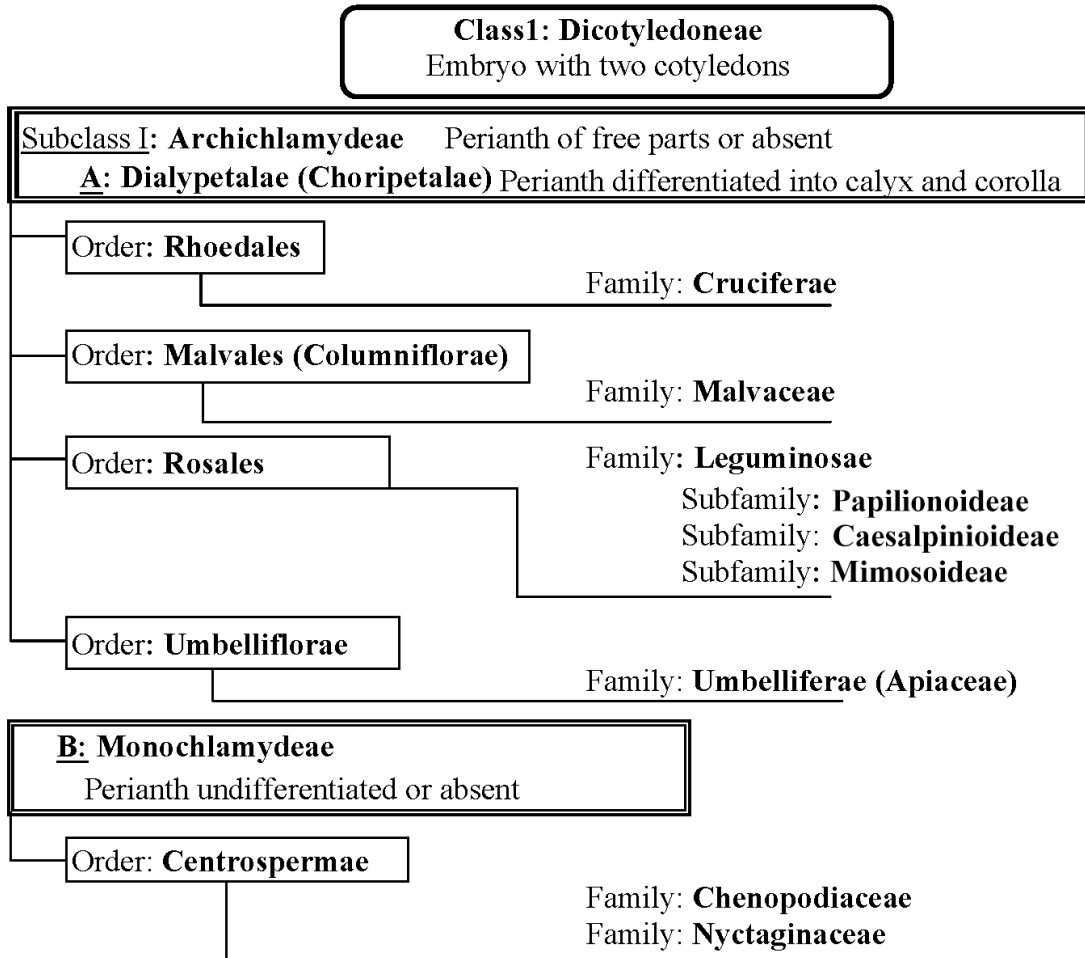 Class1: Dicotyledoneae
Embryo with two cotyledons
Subclass I: Archichlamydeae Perianth of free parts or absent
A: Dialypetalae (Choripetalae) Perianth differentiated into calyx and corolla
Order: Rhoedales
Family: Cruciferae
Order: Malvales (Columniflorae)
Family: Malvaceae
Order: Rosales
Family: Leguminosae
Subfamily: Papilionoideae
Subfamily: Caesalpinioideae
Subfamily: Mimosoideae
Order: Umbelliflorae
Family: Umbelliferae (Apiaceae)
B: Monochlamydeae
Perianth undifferentiated or absent
Order: Centrospermae
Family: Chenopodiaceae
Family: Nyctaginaceae